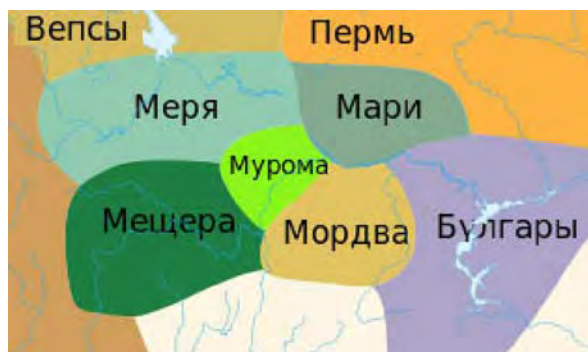 Вепсы
Пермь
Меря
Мари
Мурома
Мещера
Мордва
Булгары